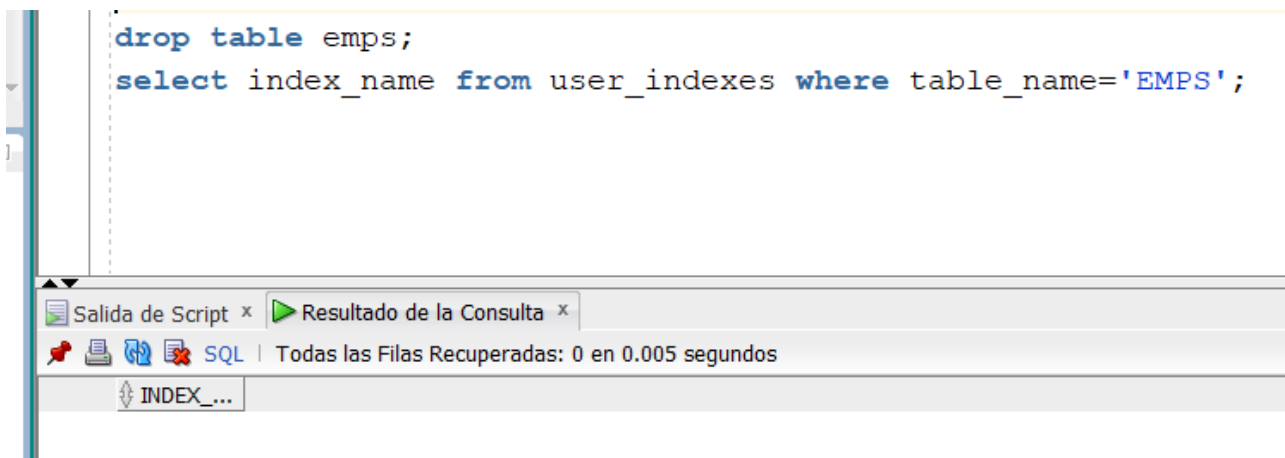 drop table emps;
select index_name from user_indexes where table_name='EMPS';
Salida de Script x Resultado de la Consulta x
SQL | Todas las Filas Recuperadas: 0 en 0.005 segundos
INDEX_...